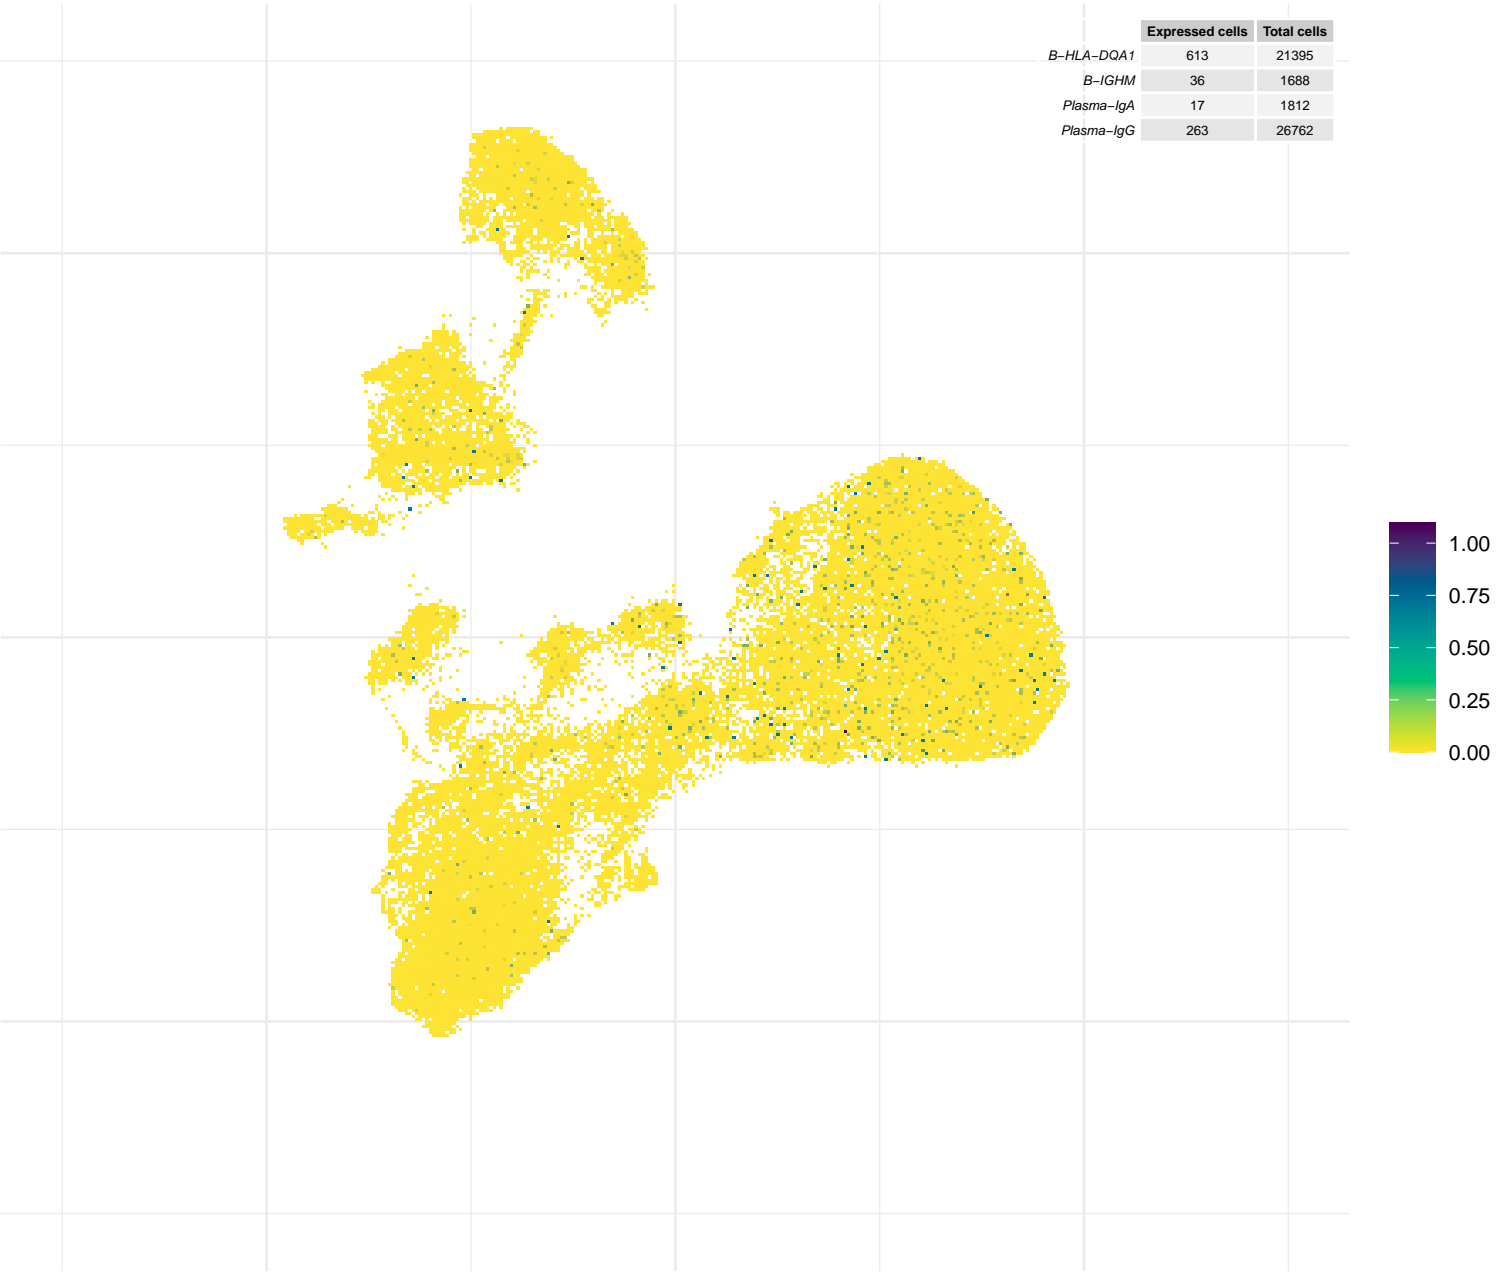 Expressed cells Total cells
B−HLA−DQA1 613 21395
B−IGHM 36 1688
Plasma−IgA 17 1812
Plasma−IgG 263 26762
1.00
0.75
0.50
0.25
0.00